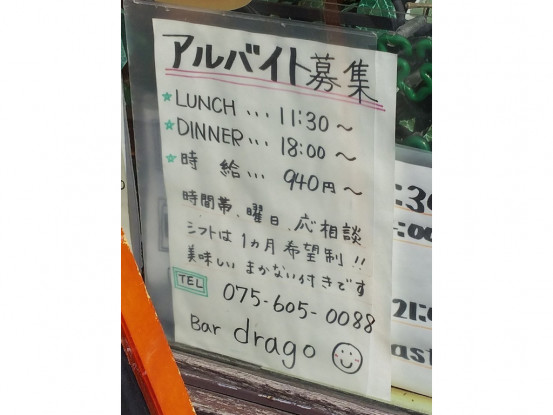 アルバイト募集
★LUNCH ... 11:30～
★DINNER ... 18:00～
★時 給 ... 940円～
時間帯、曜日、応相談
シフトは1ヵ月希望制!!
美味しいまかない付きです
TEL 075-605-0088
Bar drago